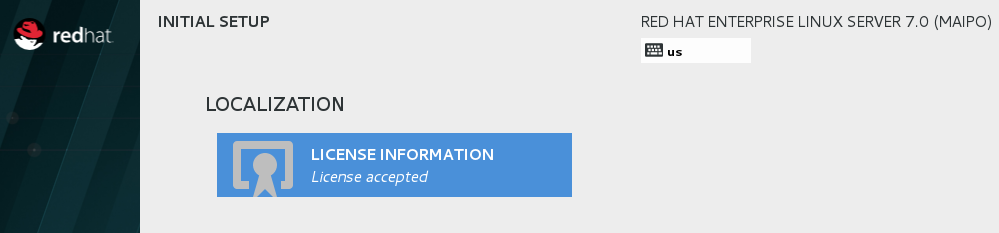 redhat.
INITIAL SETUP
RED HAT ENTERPRISE LINUX SERVER 7.0 (MAIPO)
us
LOCALIZATION
LICENSE INFORMATION
License accepted